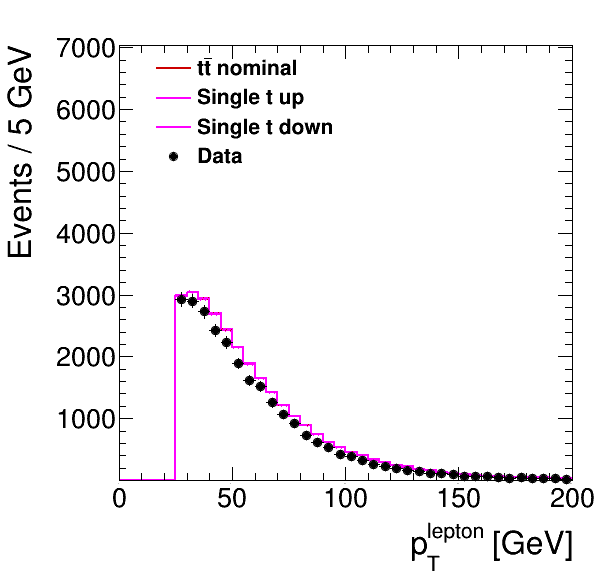 Events / 5 GeV
7000
6000
5000
4000
3000
2000
1000
tt̄ nominal
Single t up
Single t down
Data
0 50 100 150 200
p_T^lepton [GeV]